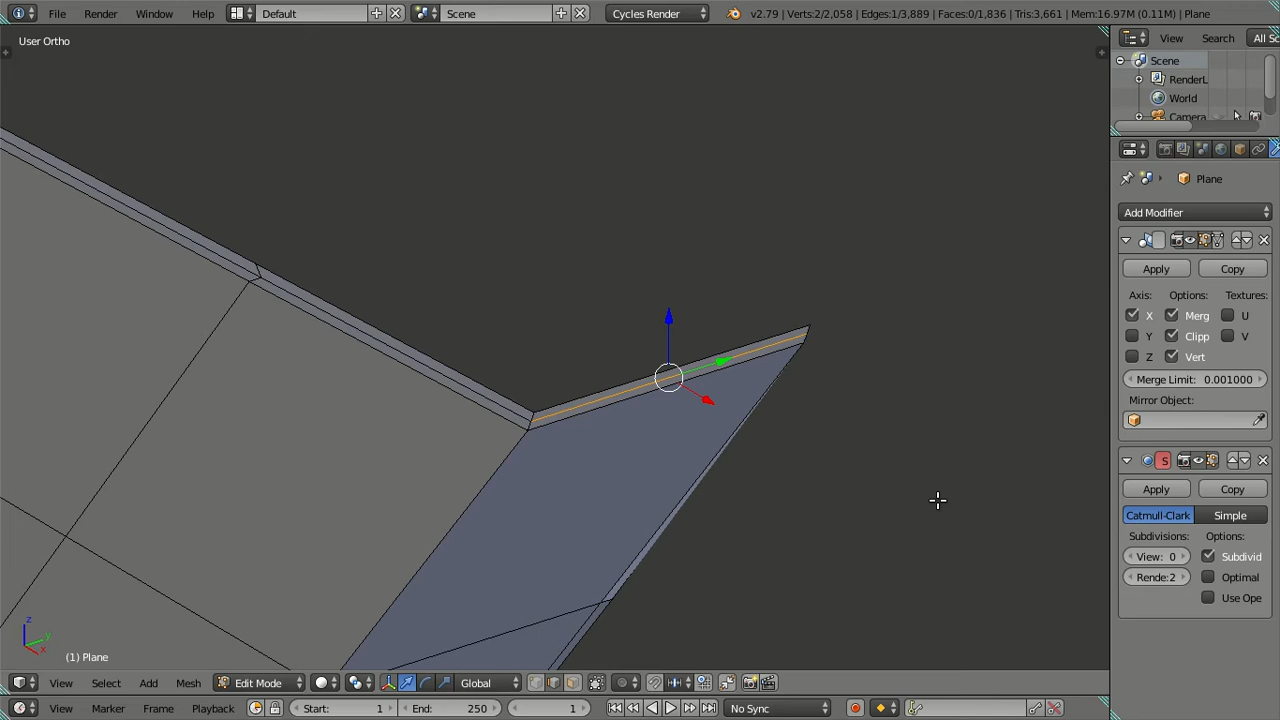 File Render Window Help Default Scene Cycles Render v2.79 | Verts:2/2,058 | Edges:1/3,889 | Faces:0/1,836 | Tris:3,661 | Mem:16.97M (0.11M) | Plane
User Ortho
View Search All Sc
Scene
RenderL
World
Camera
Plane
Add Modifier
Apply Copy
Axis: Options: Textures:
X Merg U
Y Clipp V
Z Vert
Merge Limit: 0.001000
Mirror Object:
S
Apply Copy
Catmull-Clark Simple
Subdivisions: Options:
View: 0 Subdivid
Rende:2 Optimal
Use Ope
z
y
x
(1) Plane
View Select Add Mesh Edit Mode Global
View Marker Frame Playback Start: 1 End: 250 1 No Sync